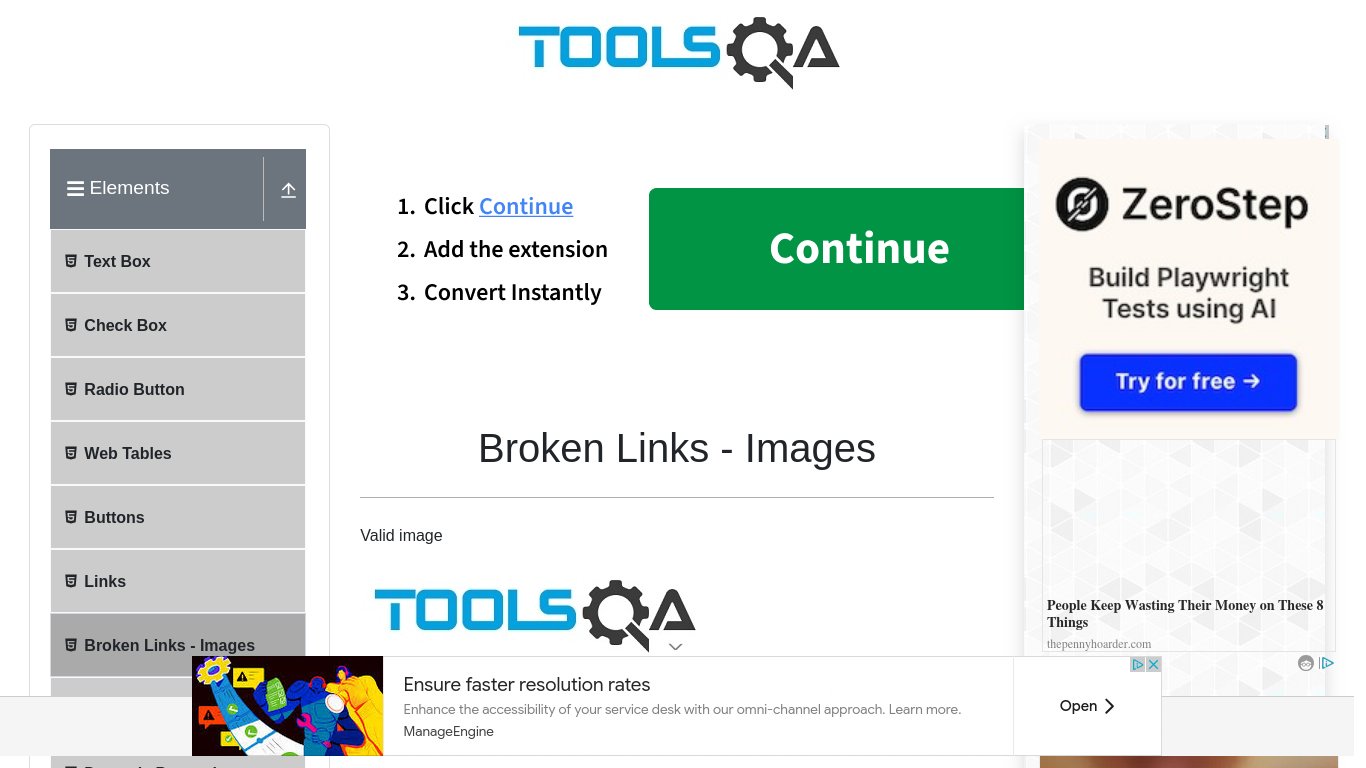 TOOLSQA
Elements
Text Box
Check Box
Radio Button
Web Tables
Buttons
Links
Broken Links - Images
1. Click Continue
2. Add the extension
3. Convert Instantly
Continue
Broken Links - Images
Valid image
TOOLSQA
ZeroStep
Build Playwright
Tests using AI
Try for free →
People Keep Wasting Their Money on These 8
Things
thepennyhoarder.com
Ensure faster resolution rates
Enhance the accessibility of your service desk with our omni-channel approach. Learn more.
ManageEngine
Open